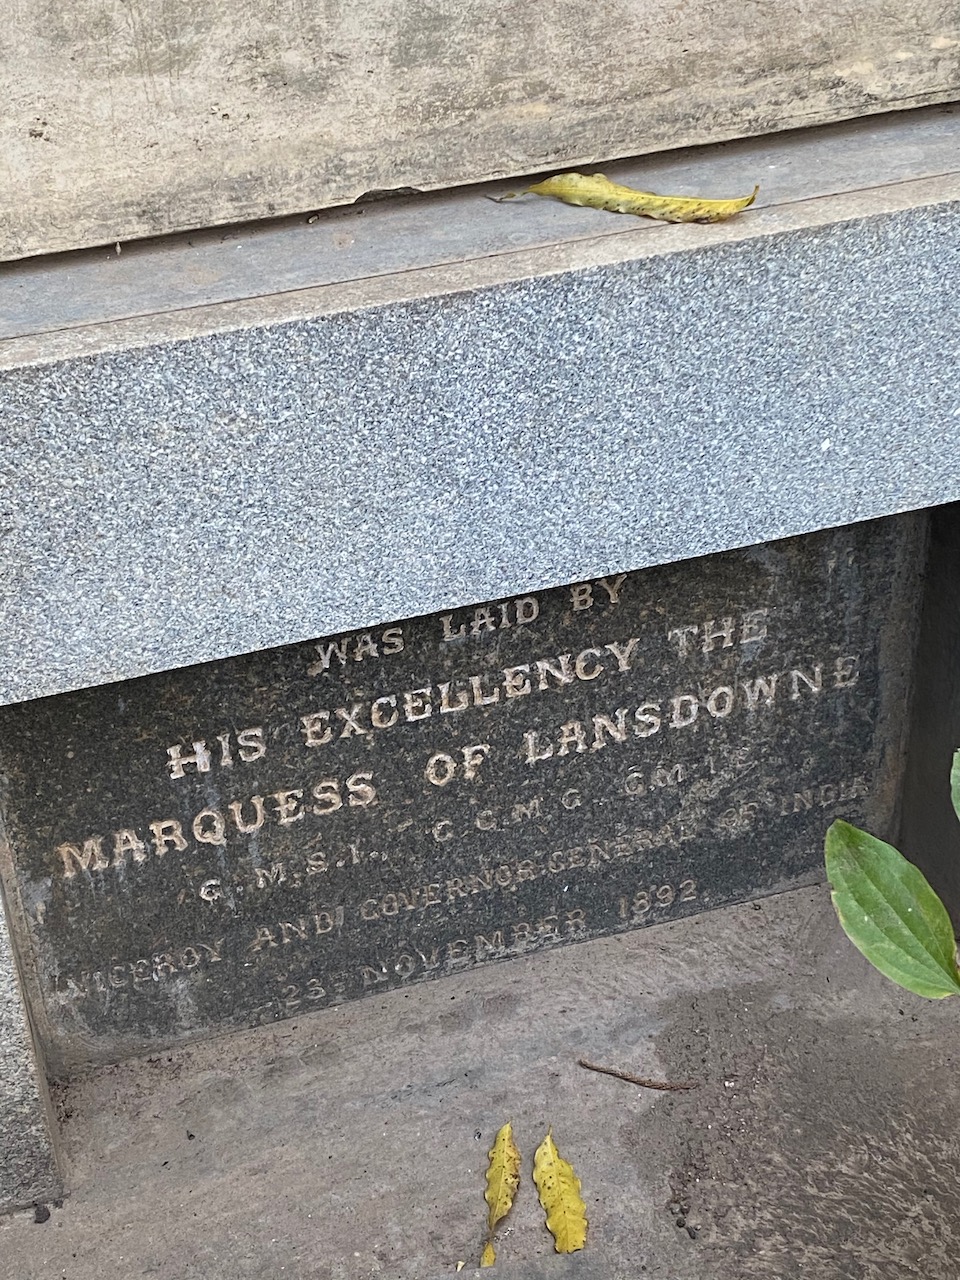 WAS LAID BY
HIS EXCELLENCY THE
MARQUESS OF LANSDOWNE
G.M.S.I., G.C.M.G. G.M.I.E.
VICEROY AND GOVERNOR GENERAL OF INDIA
23 NOVEMBER 1892.